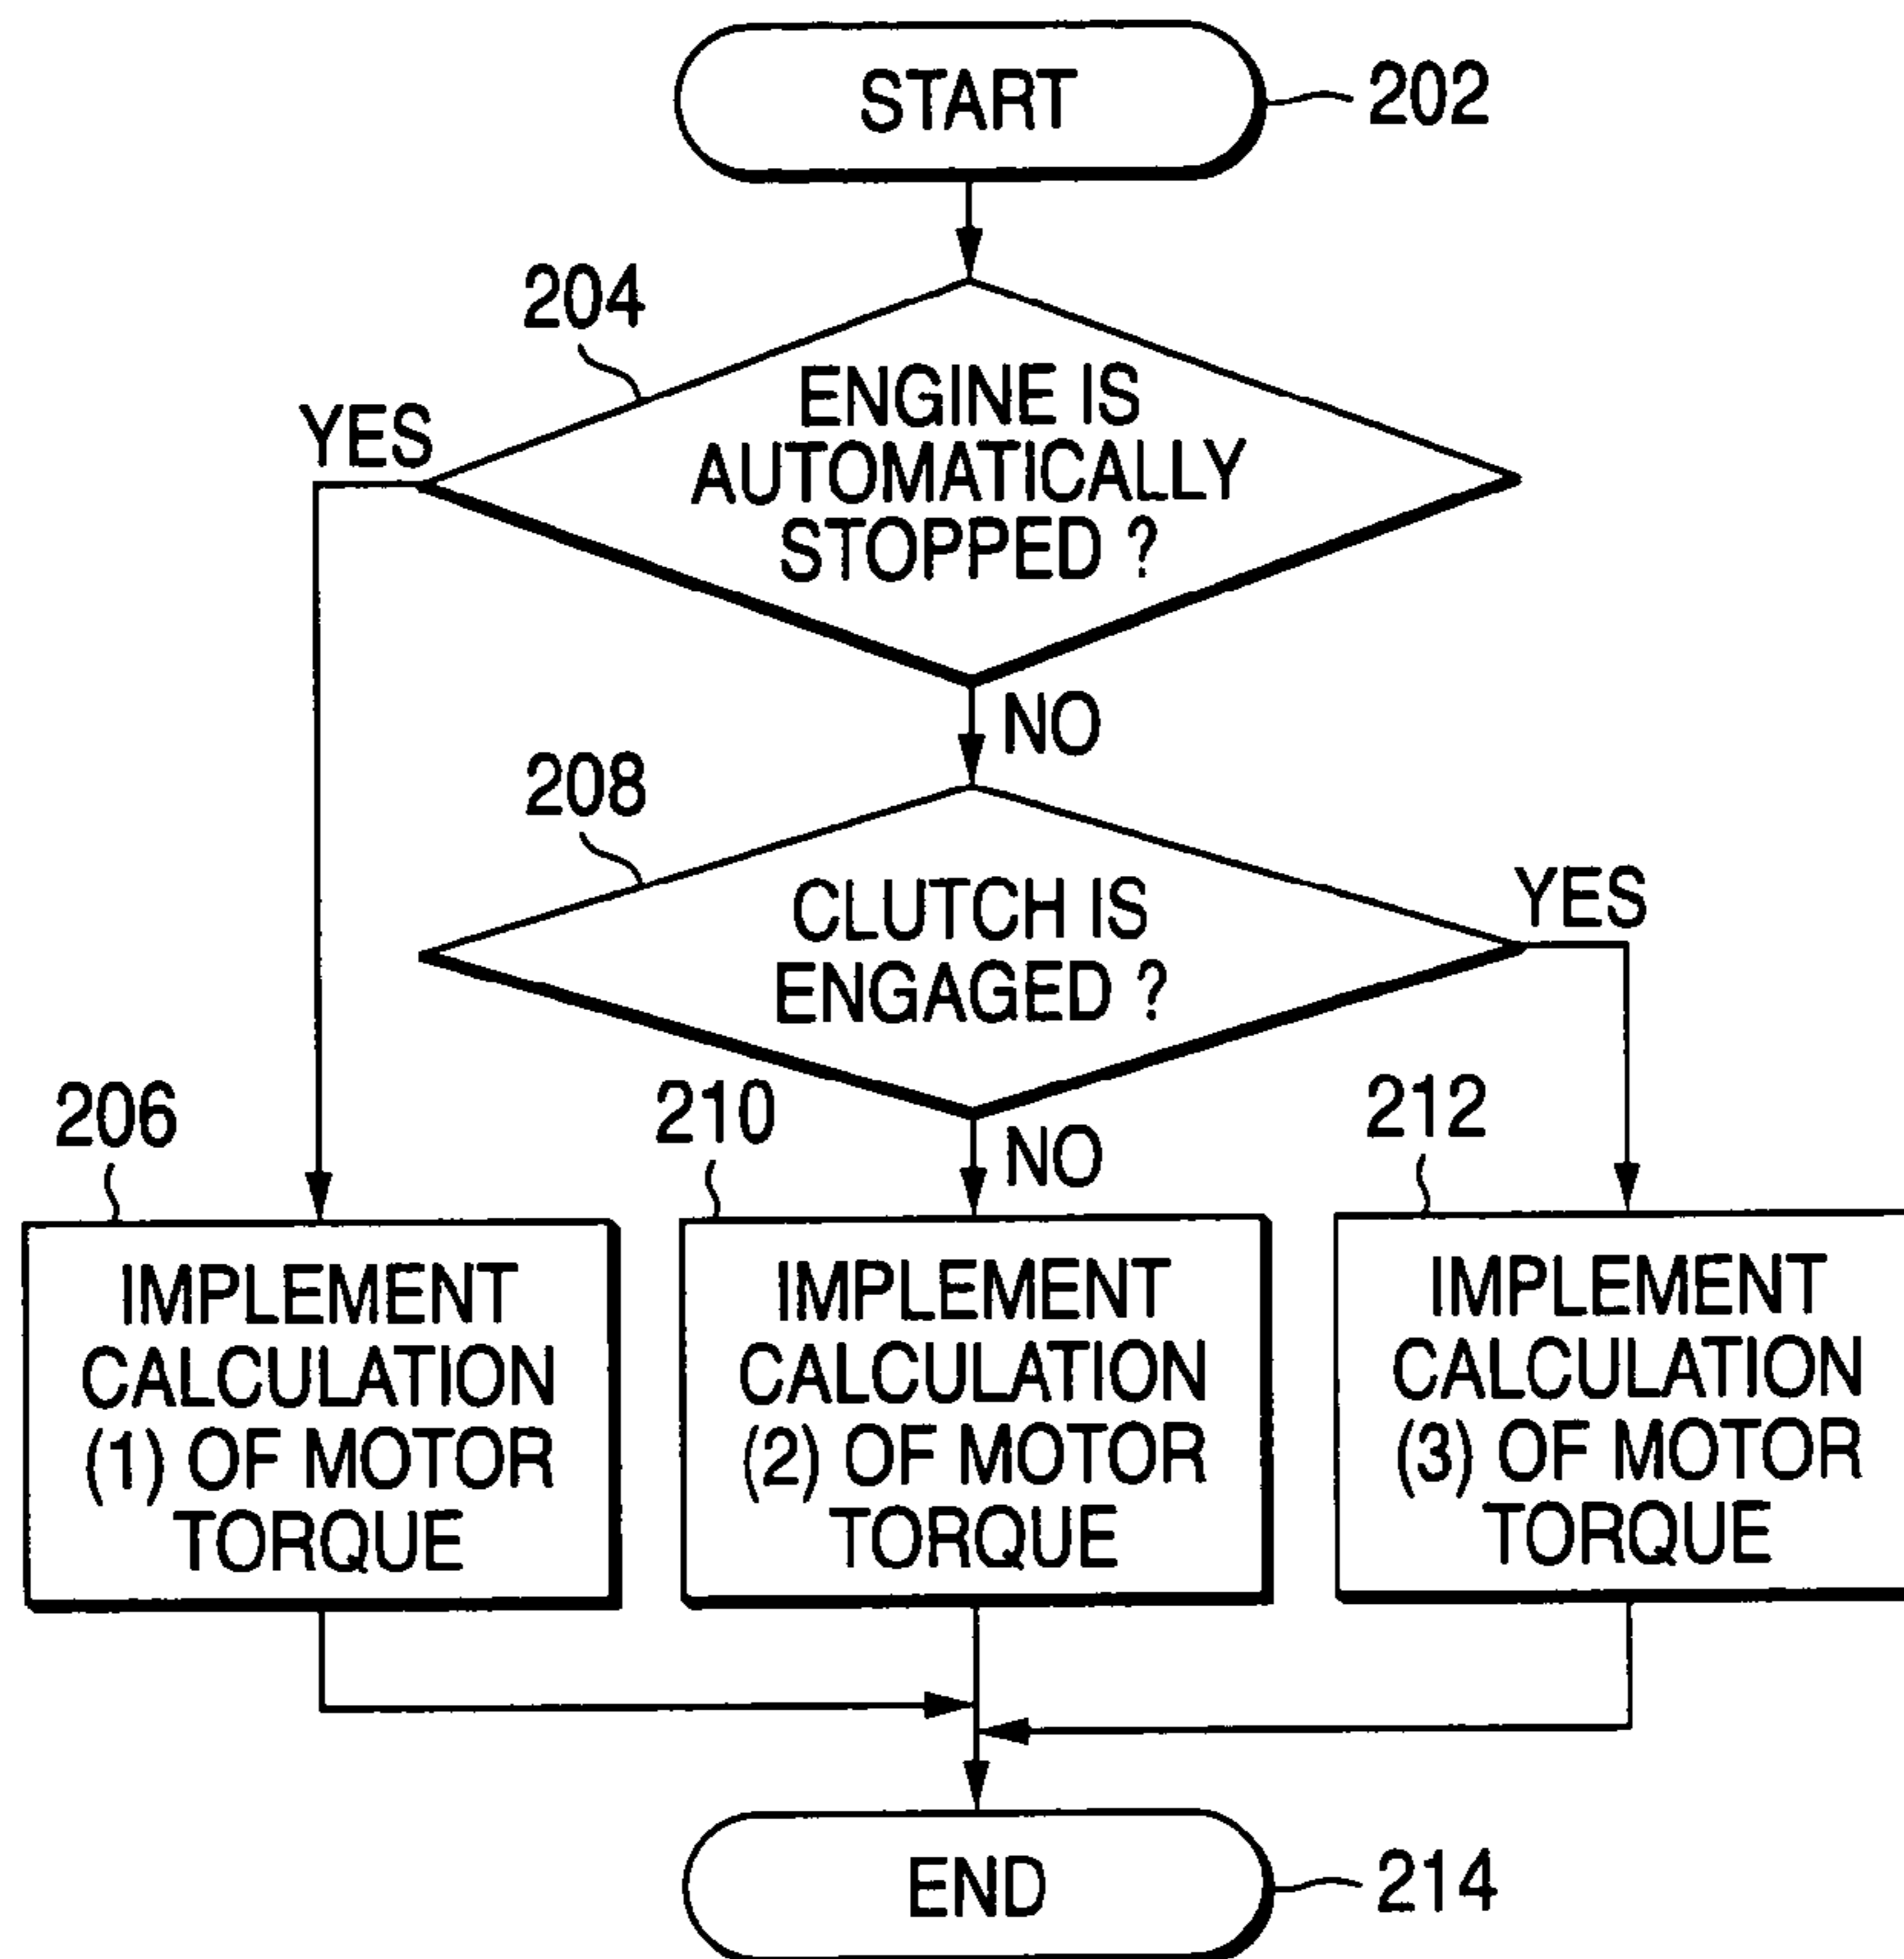 START
202
204
YES
ENGINE IS
AUTOMATICALLY
STOPPED ?
NO
208
CLUTCH IS
ENGAGED ?
YES
NO
206
IMPLEMENT
CALCULATION
(1) OF MOTOR
TORQUE
210
IMPLEMENT
CALCULATION
(2) OF MOTOR
TORQUE
212
IMPLEMENT
CALCULATION
(3) OF MOTOR
TORQUE
END
214